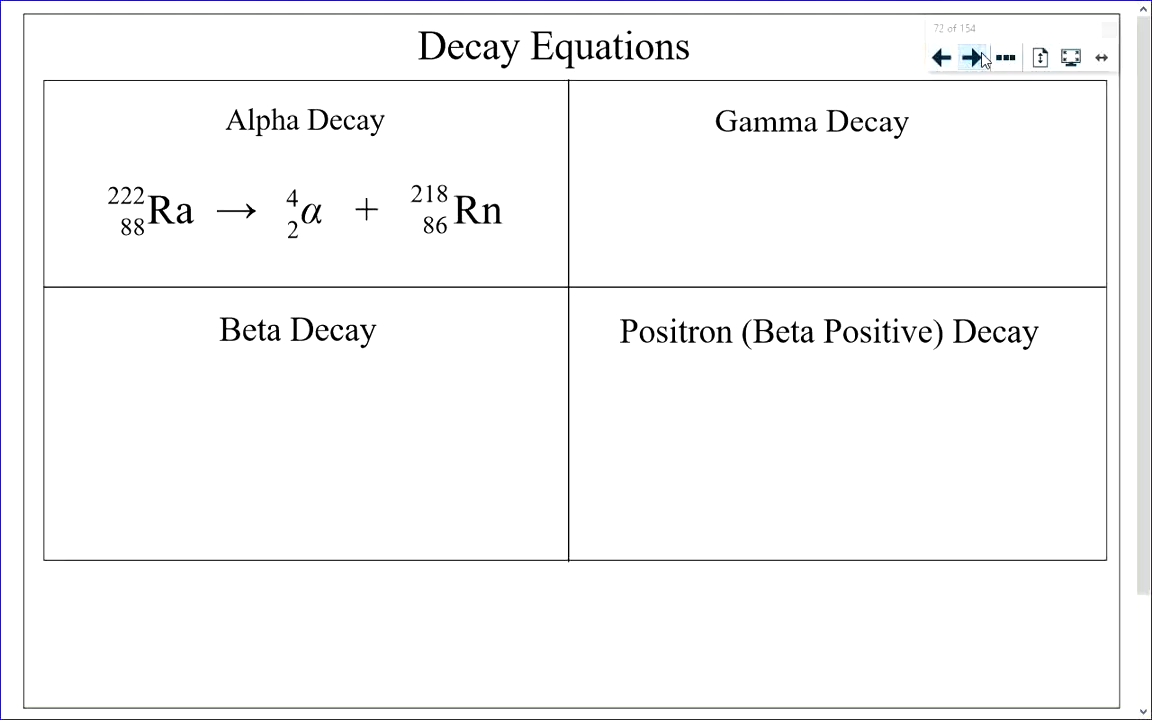 72 of 154
Decay Equations
Alpha Decay
²²²₈₈Ra → ⁴₂α + ²¹⁸₈₆Rn
Gamma Decay
Beta Decay
Positron (Beta Positive) Decay